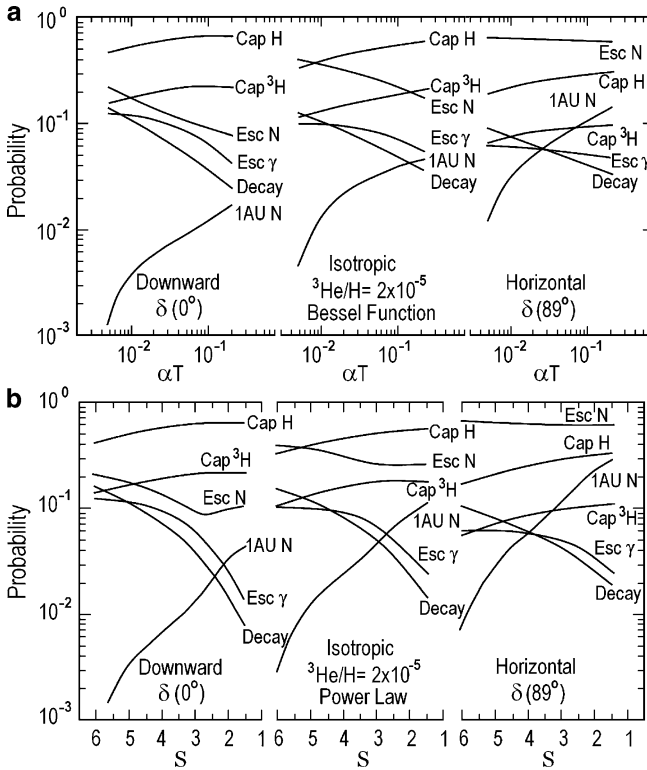 a
Probability
10⁰
10⁻¹
10⁻²
10⁻³
Cap H
Cap ³H
Esc N
Esc γ
Decay
1AU N
Downward
δ (0°)
10⁻² 10⁻¹
αT
Cap H
Cap ³H
Esc N
Esc γ
1AU N
Decay
Isotropic
³He/H= 2x10⁻⁵
Bessel Function
10⁻² 10⁻¹
αT
Esc N
Cap H
1AU N
Cap ³H
Esc γ
Decay
Horizontal
δ (89°)
10⁻² 10⁻¹
αT
b
Probability
10⁰
10⁻¹
10⁻²
10⁻³
Cap H
Cap ³H
Esc N
1AU N
Esc γ
Decay
Downward
δ (0°)
6 5 4 3 2 1
S
Cap H
Esc N
Cap ³H
1AU N
Esc γ
Decay
Isotropic
³He/H= 2x10⁻⁵
Power Law
6 5 4 3 2 1
S
Esc N
Cap H
1AU N
Cap ³H
Esc γ
Decay
Horizontal
δ (89°)
6 5 4 3 2 1
S